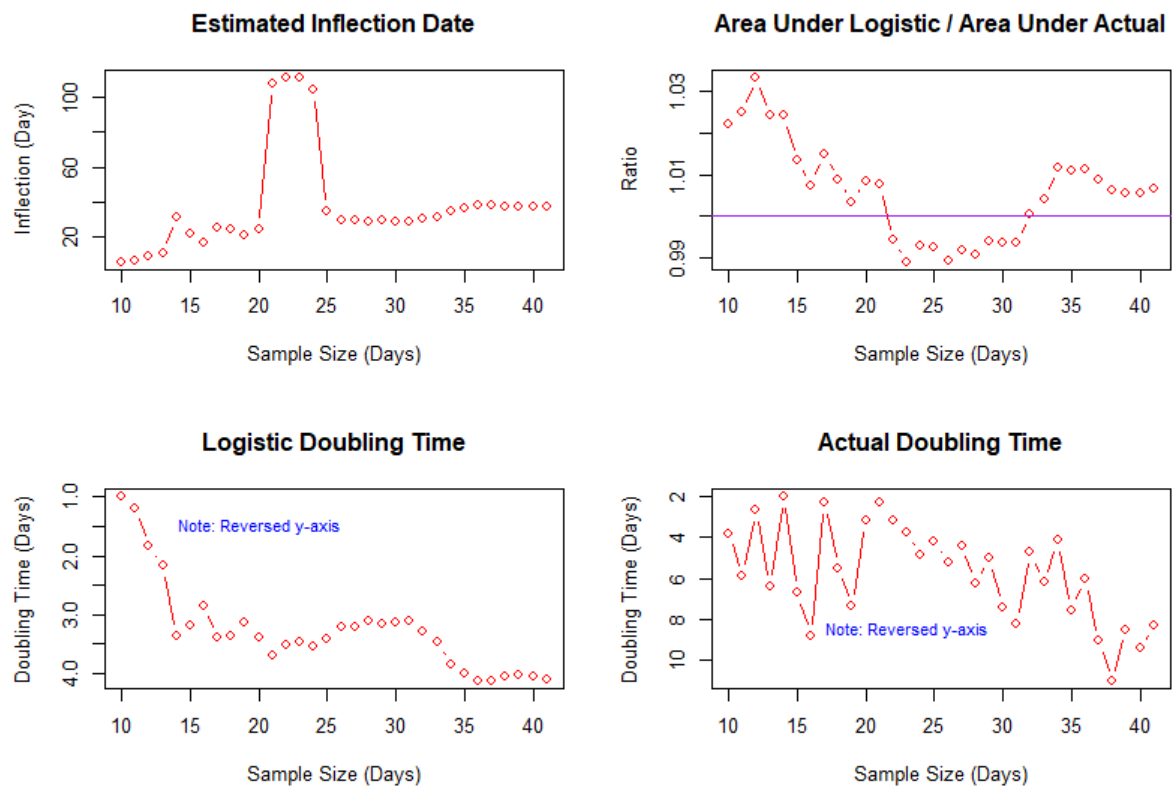 Estimated Inflection Date
Inflection (Day)
100
60
20
10 15 20 25 30 35 40
Sample Size (Days)
Area Under Logistic / Area Under Actual
Ratio
1.03
1.01
0.99
10 15 20 25 30 35 40
Sample Size (Days)
Logistic Doubling Time
Doubling Time (Days)
1.0
2.0
3.0
4.0
Note: Reversed y-axis
10 15 20 25 30 35 40
Sample Size (Days)
Actual Doubling Time
Doubling Time (Days)
2
4
6
8
10
Note: Reversed y-axis
10 15 20 25 30 35 40
Sample Size (Days)